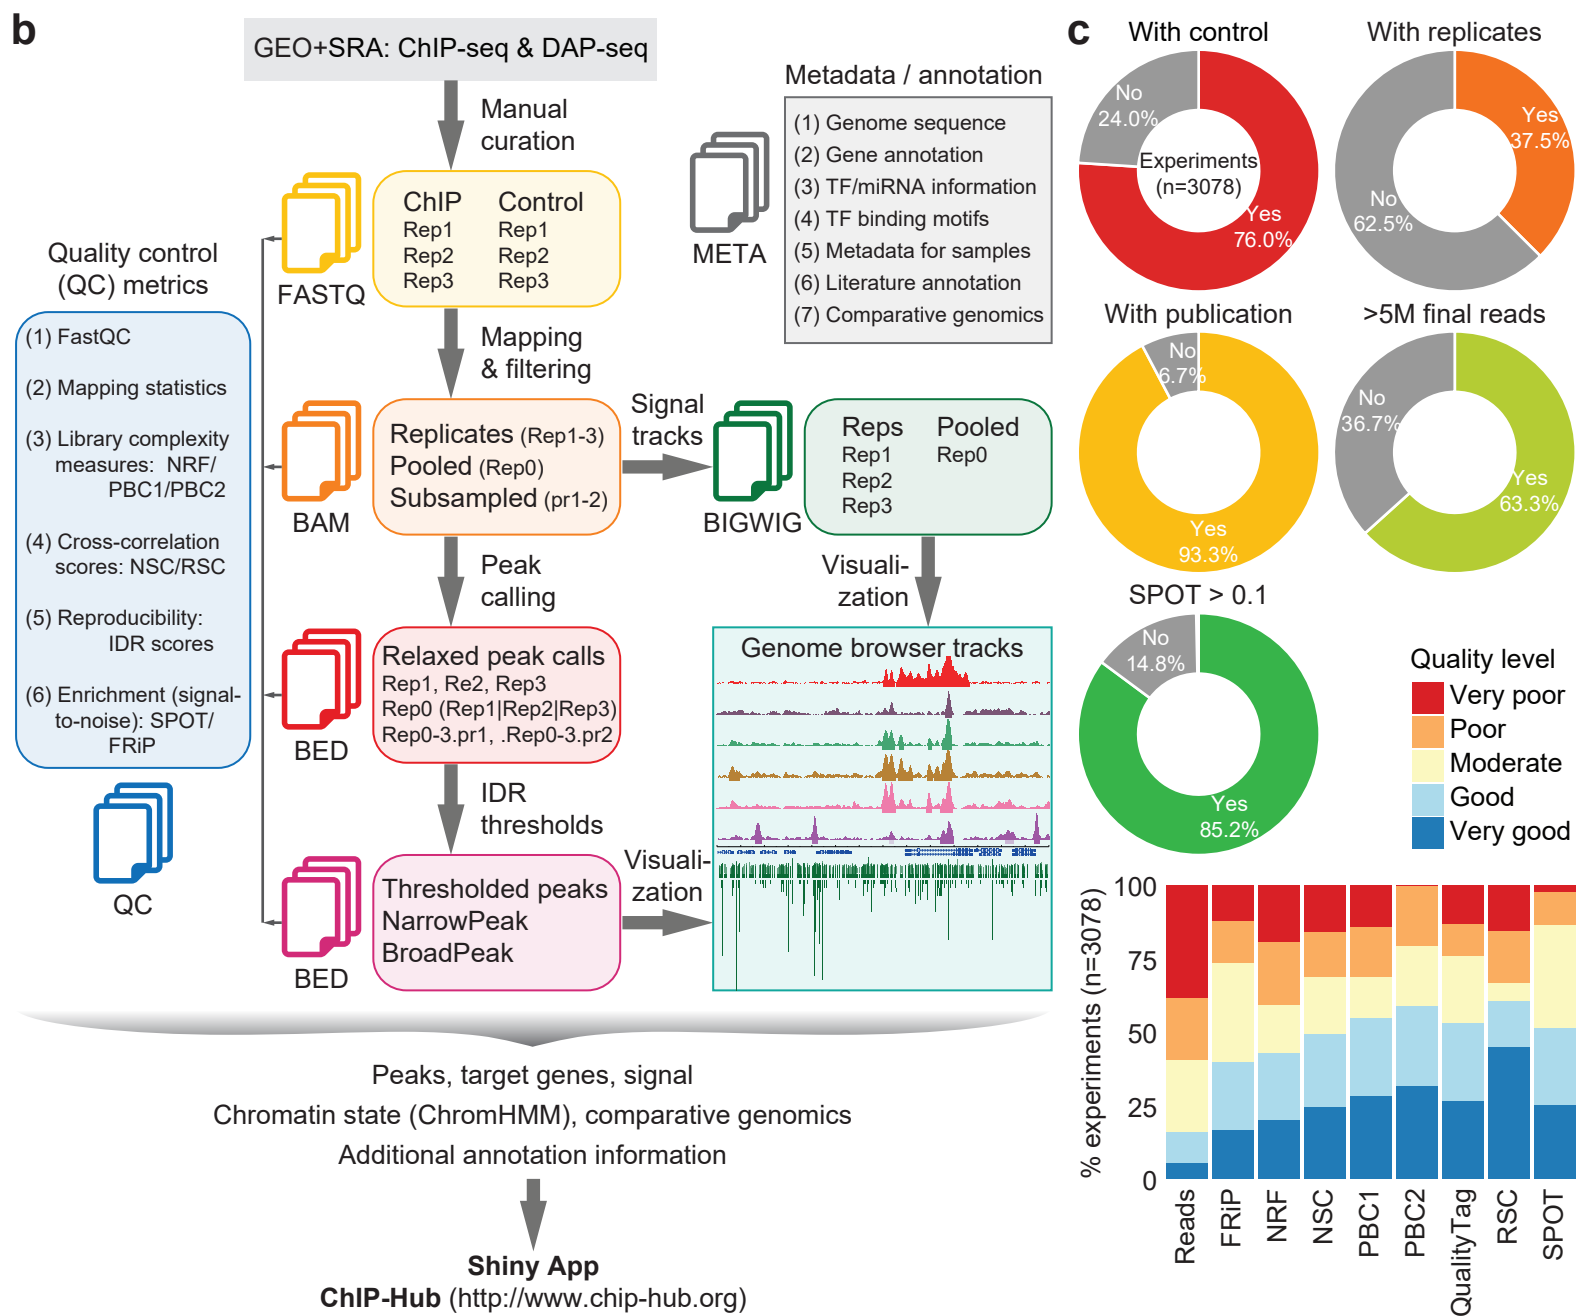 b
GEO+SRA: ChIP-seq & DAP-seq
Manual
curation
FASTQ
ChIP Control
Rep1 Rep1
Rep2 Rep2
Rep3 Rep3
Metadata / annotation
META
(1) Genome sequence
(2) Gene annotation
(3) TF/miRNA information
(4) TF binding motifs
(5) Metadata for samples
(6) Literature annotation
(7) Comparative genomics
Quality control
(QC) metrics
(1) FastQC
(2) Mapping statistics
(3) Library complexity
measures: NRF/
PBC1/PBC2
(4) Cross-correlation
scores: NSC/RSC
(5) Reproducibility:
IDR scores
(6) Enrichment (signal-
to-noise): SPOT/
FRiP
QC
Mapping
& filtering
BAM
Replicates (Rep1-3)
Pooled (Rep0)
Subsampled (pr1-2)
Signal
tracks
BIGWIG
Reps Pooled
Rep1 Rep0
Rep2
Rep3
Peak
calling
Visuali-
zation
BED
Relaxed peak calls
Rep1, Re2, Rep3
Rep0 (Rep1|Rep2|Rep3)
Rep0-3.pr1, .Rep0-3.pr2
Genome browser tracks
IDR
thresholds
BED
Thresholded peaks
NarrowPeak
BroadPeak
Visuali-
zation
Peaks, target genes, signal
Chromatin state (ChromHMM), comparative genomics
Additional annotation information
Shiny App
ChIP-Hub (http://www.chip-hub.org)
c
With control
No
24.0%
Experiments
(n=3078)
Yes
76.0%
With replicates
Yes
37.5%
No
62.5%
With publication
No
6.7%
Yes
93.3%
>5M final reads
No
36.7%
Yes
63.3%
SPOT > 0.1
No
14.8%
Yes
85.2%
Quality level
Very poor
Poor
Moderate
Good
Very good
% experiments (n=3078)
100
75
50
25
0
Reads
FRiP
NRF
NSC
PBC1
PBC2
QualityTag
RSC
SPOT